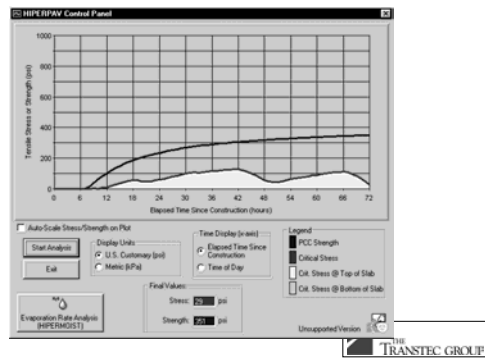 HIPERPAV Control Panel
Tensile Stress or Strength (psi)
1000
800
600
400
200
0
0 6 12 18 24 30 36 42 48 54 60 66 72
Elapsed Time Since Construction (hours)
Auto-Scale Stress/Strength on Plot
Start Analysis
Exit
Display Units
U.S. Customary (psi)
Metric (kPa)
Time Display (x-axis)
Elapsed Time Since
Construction
Time of Day
Legend
PCC Strength
Critical Stress
Crit. Stress @ Top of Slab
Crit. Stress @ Bottom of Slab
Evaporation Rate Analysis
(HIPERMOIST)
Final Values:
Stress: 29 psi
Strength: 351 psi
Unsupported Version
THE
TRANSTEC GROUP